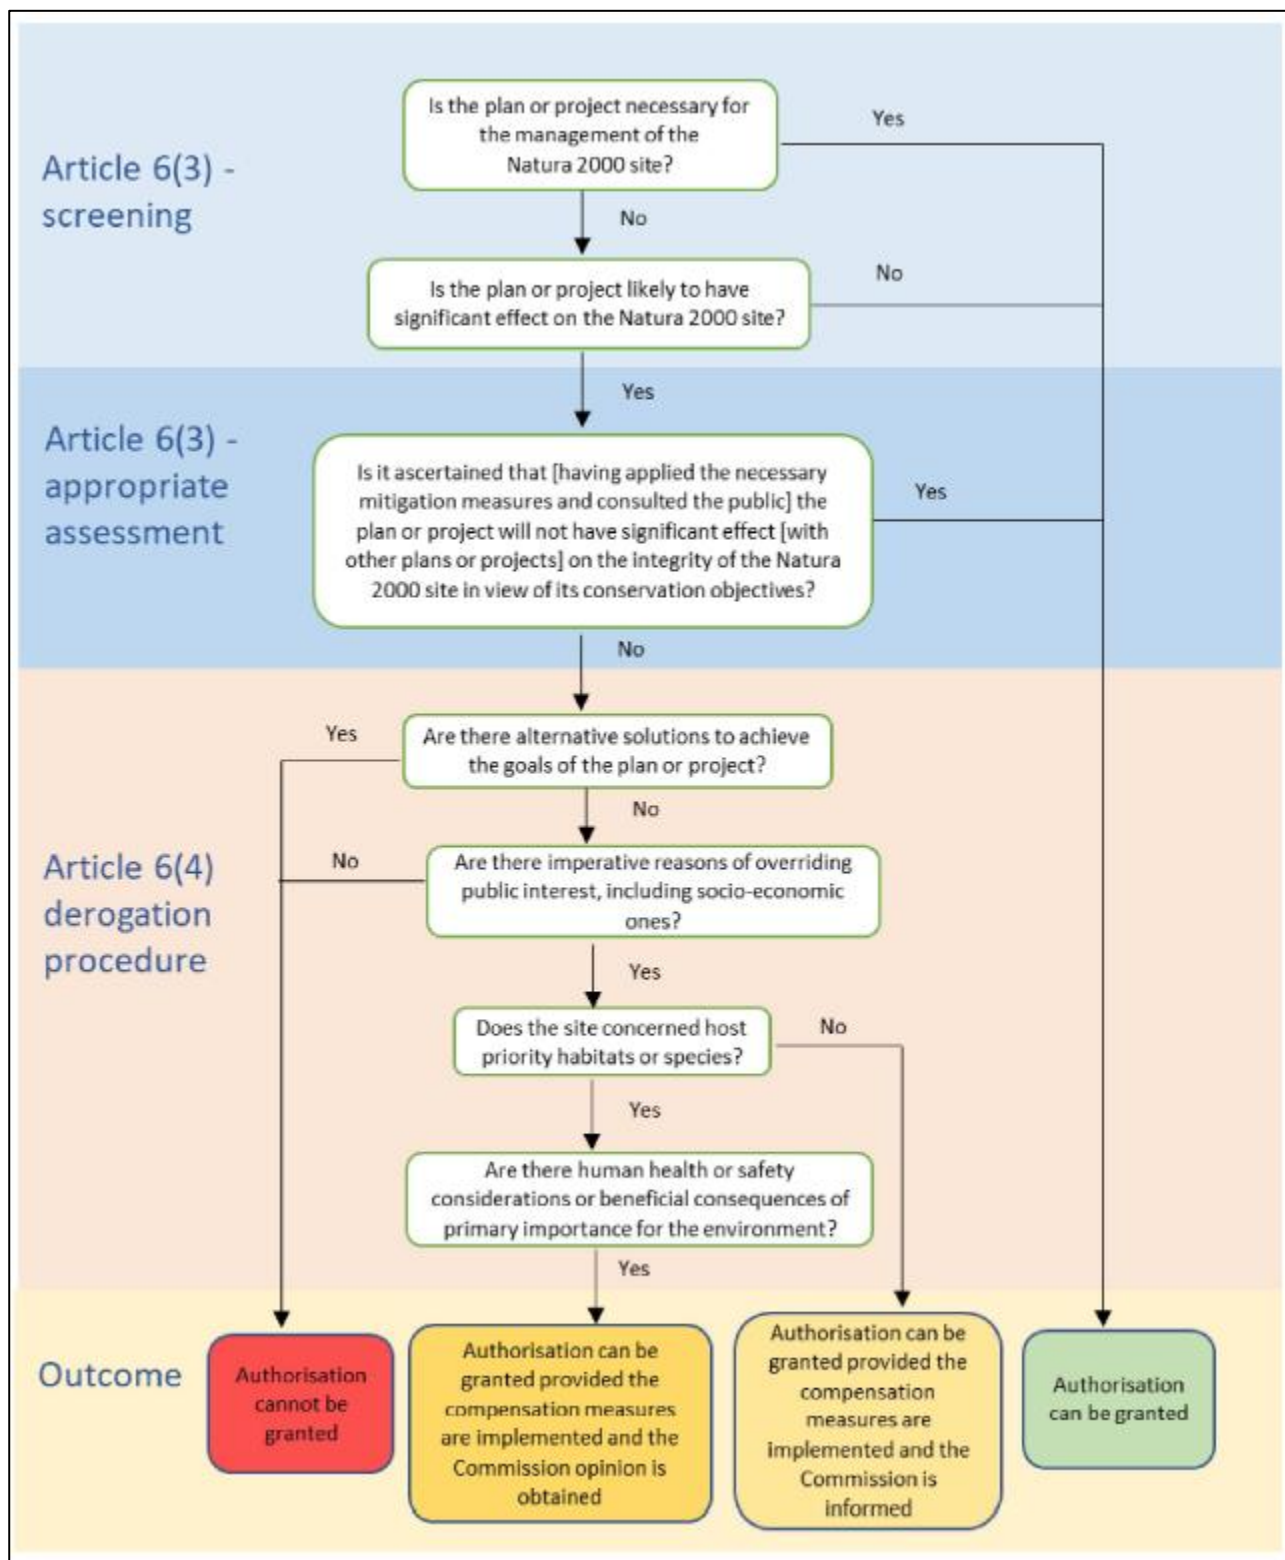 Is the plan or project necessary for
the management of the
Natura 2000 site?
Yes
Article 6(3) -
screening
No
Is the plan or project likely to have
significant effect on the Natura 2000 site?
No
Yes
Article 6(3) -
appropriate
assessment
Is it ascertained that [having applied the necessary
mitigation measures and consulted the public] the
plan or project will not have significant effect [with
other plans or projects] on the integrity of the Natura
2000 site in view of its conservation objectives?
Yes
No
Are there alternative solutions to achieve
the goals of the plan or project?
Yes
No
Article 6(4)
derogation
procedure
Are there imperative reasons of overriding
public interest, including socio-economic
ones?
No
Yes
Does the site concerned host
priority habitats or species?
No
Yes
Are there human health or safety
considerations or beneficial consequences of
primary importance for the environment?
Yes
Outcome
Authorisation
cannot be
granted
Authorisation can be
granted provided the
compensation measures
are implemented and the
Commission opinion is
obtained
Authorisation can be
granted provided the
compensation
measures are
implemented and the
Commission is
informed
Authorisation
can be granted